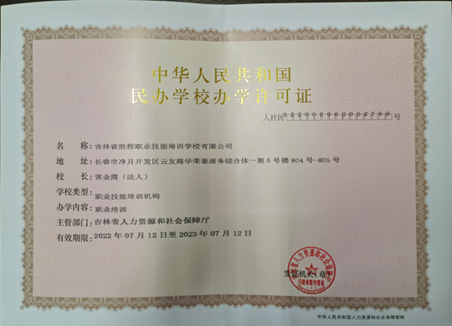 中华人民共和国
民办学校办学许可证
人社民 号
名 称: 吉林省胜程职业技能培训学校有限公司
地 址: 长春市净月开发区云友路华荣泰商务综合体一期5号楼804号-805号
校 长: 常金霞(法人)
学校类型: 职业技能培训机构
办学内容: 职业培训
主管部门: 吉林省人力资源和社会保障厅
有效期限: 2022年07月12日至2023年07月12日
发证机关(章)
中华人民共和国人力资源和社会保障部制